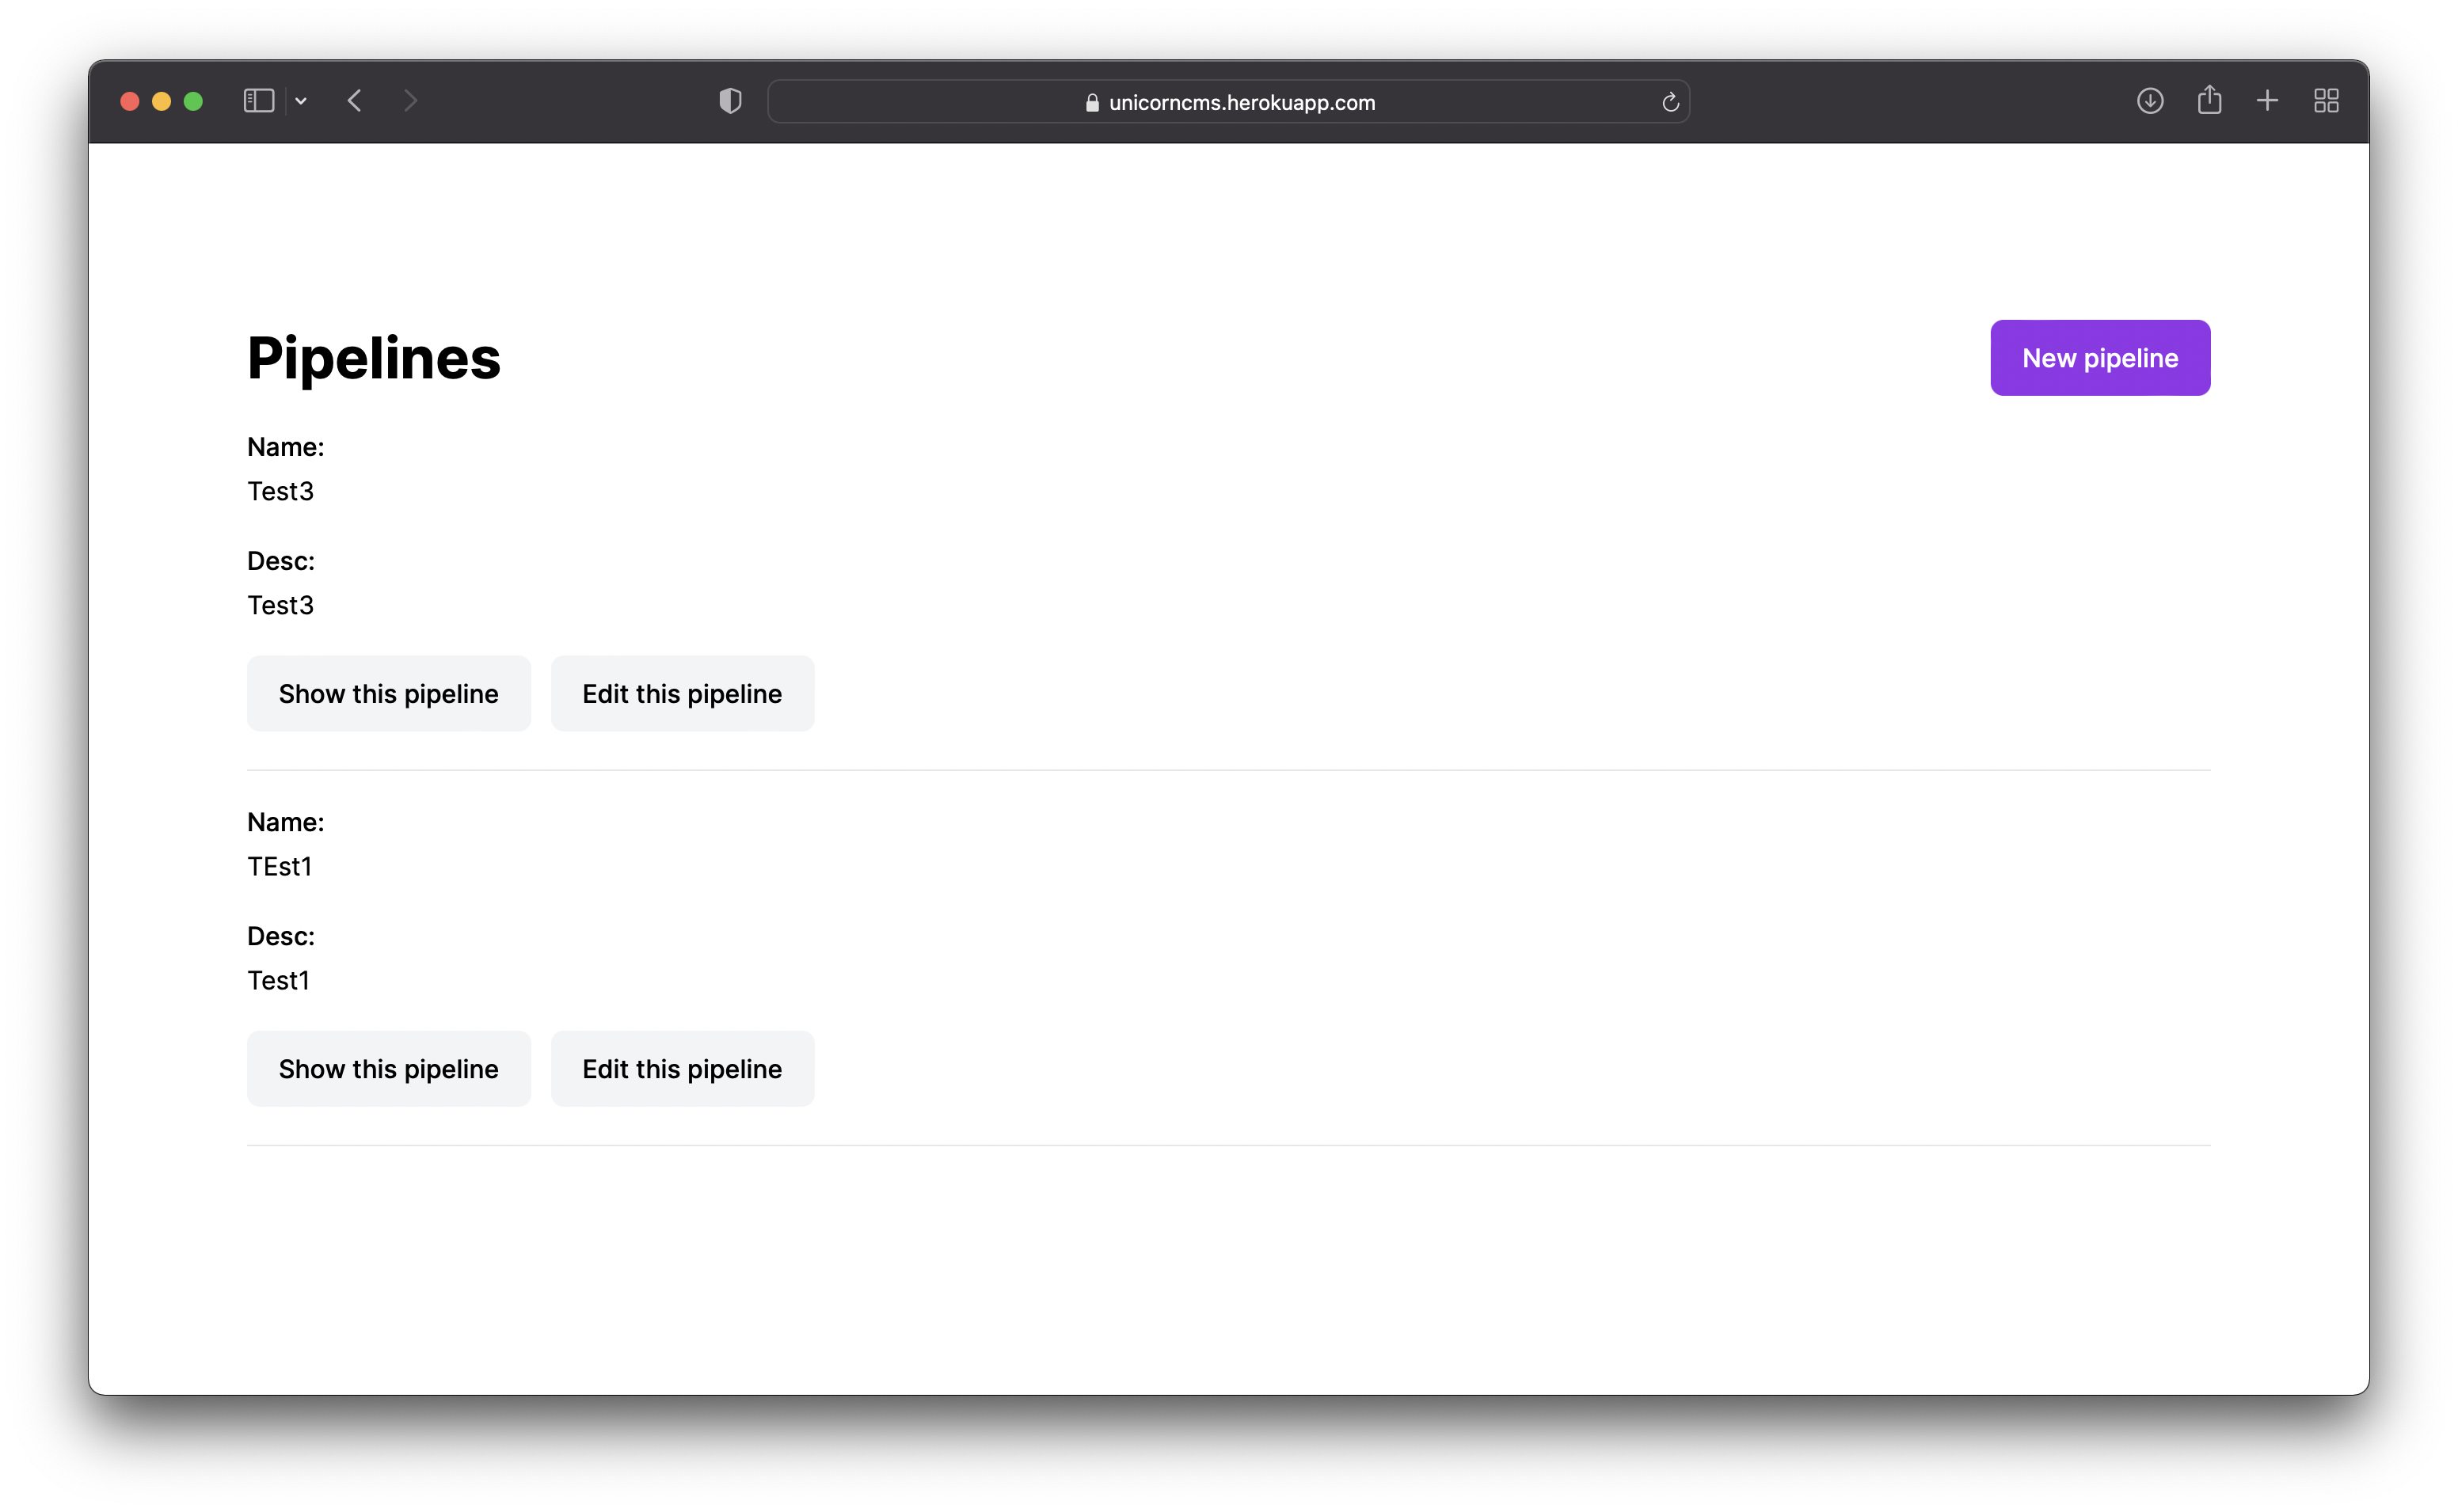 unicorncms.herokuapp.com
Pipelines
New pipeline
Name:
Test3
Desc:
Test3
Show this pipeline
Edit this pipeline
Name:
TEst1
Desc:
Test1
Show this pipeline
Edit this pipeline